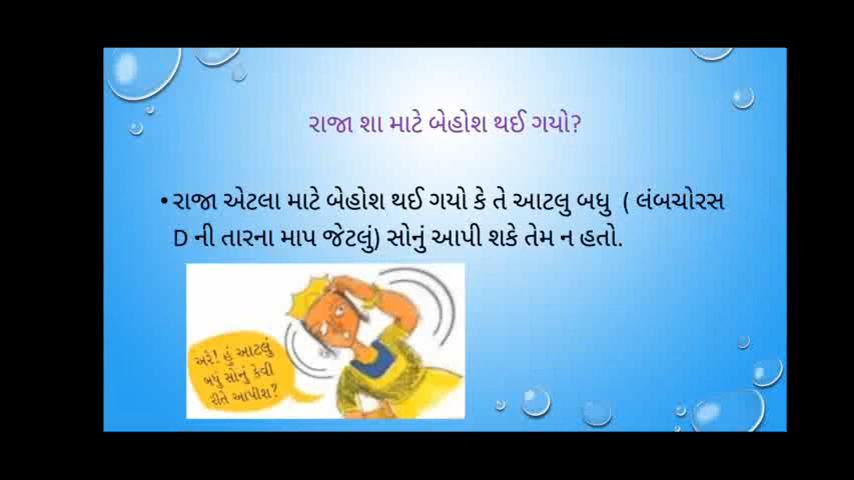 રાજા શા માટે બેહોશ થઈ ગયો?
• રાજા એટલા માટે બેહોશ થઈ ગયો કે તે આટલુ બધુ ( લંબચોરસ
D ની તારના માપ જેટલું) સોનું આપી શકે તેમ ન હતો.
અરે! હું આટલું
બધું સોનું કેવી
રીતે આપીશ?